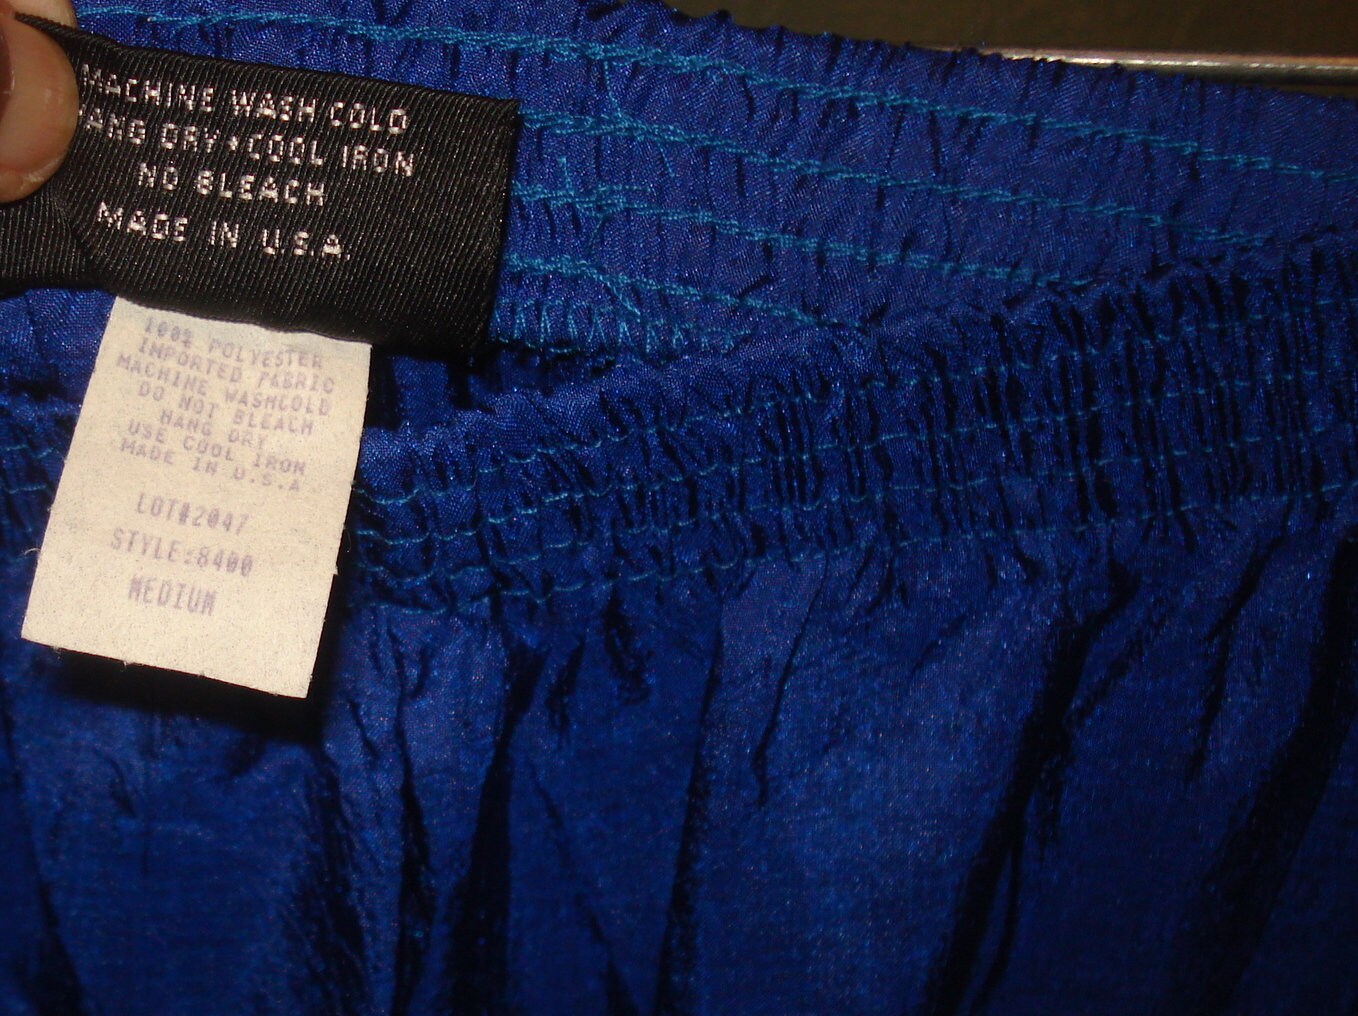 MACHINE WASH COLD
HANG DRY • COOL IRON
NO BLEACH
MADE IN U.S.A.
100% POLYESTER
IMPORTED FABRIC
MACHINE WASHCOLD
DO NOT BLEACH
HANG DRY
USE COOL IRON
MADE IN U.S.A
LOT#2047
STYLE:8400
MEDIUM